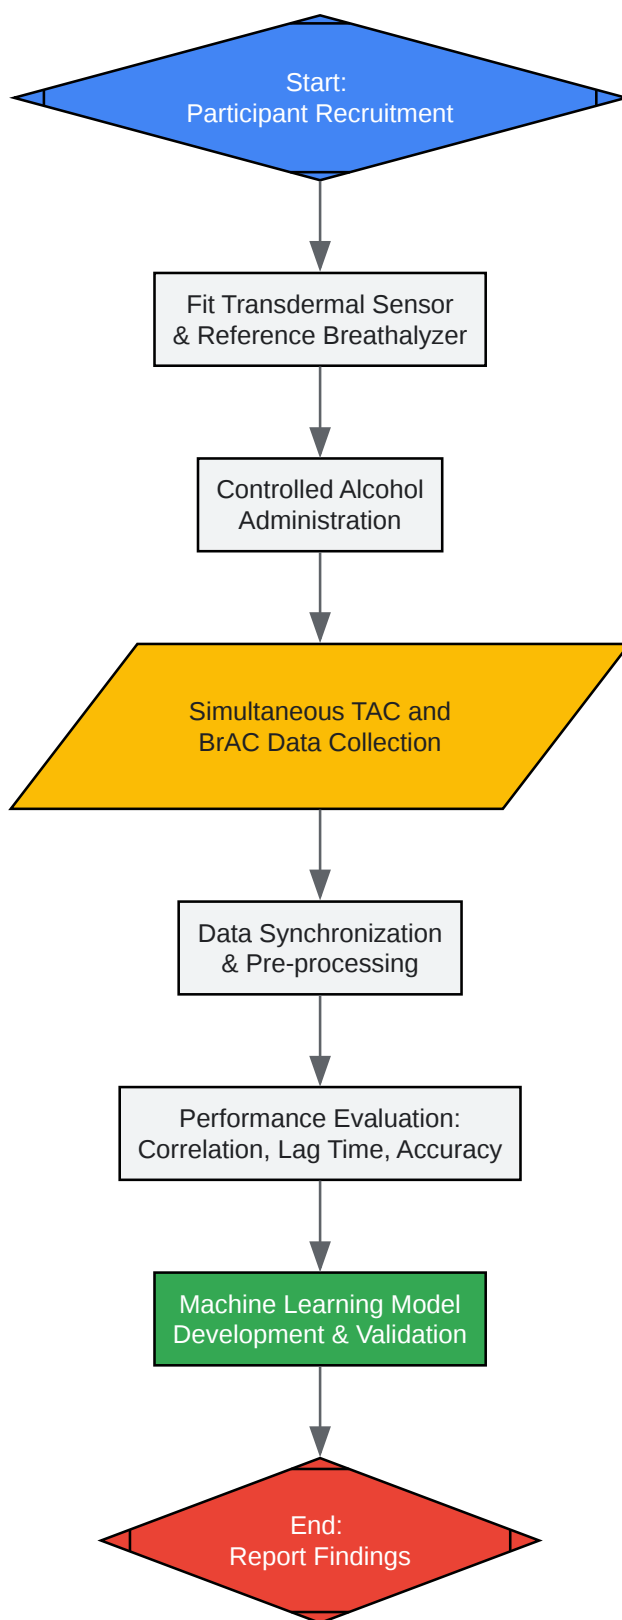 Start:
Participant Recruitment
Fit Transdermal Sensor
& Reference Breathalyzer
Controlled Alcohol
Administration
Simultaneous TAC and
BrAC Data Collection
Data Synchronization
& Pre-processing
Performance Evaluation:
Correlation, Lag Time, Accuracy
Machine Learning Model
Development & Validation
End:
Report Findings